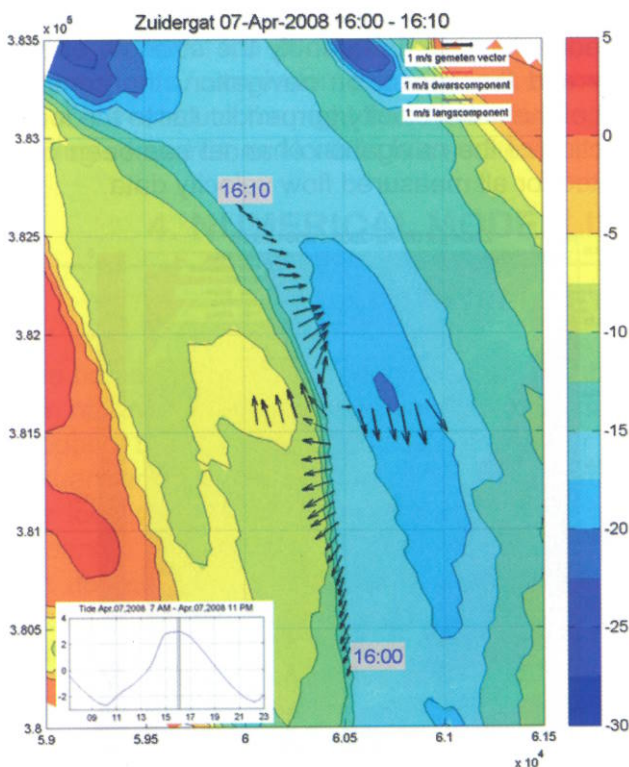 Zuidergat 07-Apr-2008 16:00 - 16:10
x 10⁵
3.835
3.83
3.825
3.82
3.815
3.81
3.805
3.8
1 m/s gemeten vector
1 m/s dwarscomponent
1 m/s langscomponent
16:10
16:00
Tide Apr.07,2008 7 AM - Apr.07,2008 11 PM
4
2
0
-2
09 11 13 15 17 19 21 23
5.9 5.95 6 6.05 6.1 6.15
x 10⁴
5
0
-5
-10
-15
-20
-25
-30